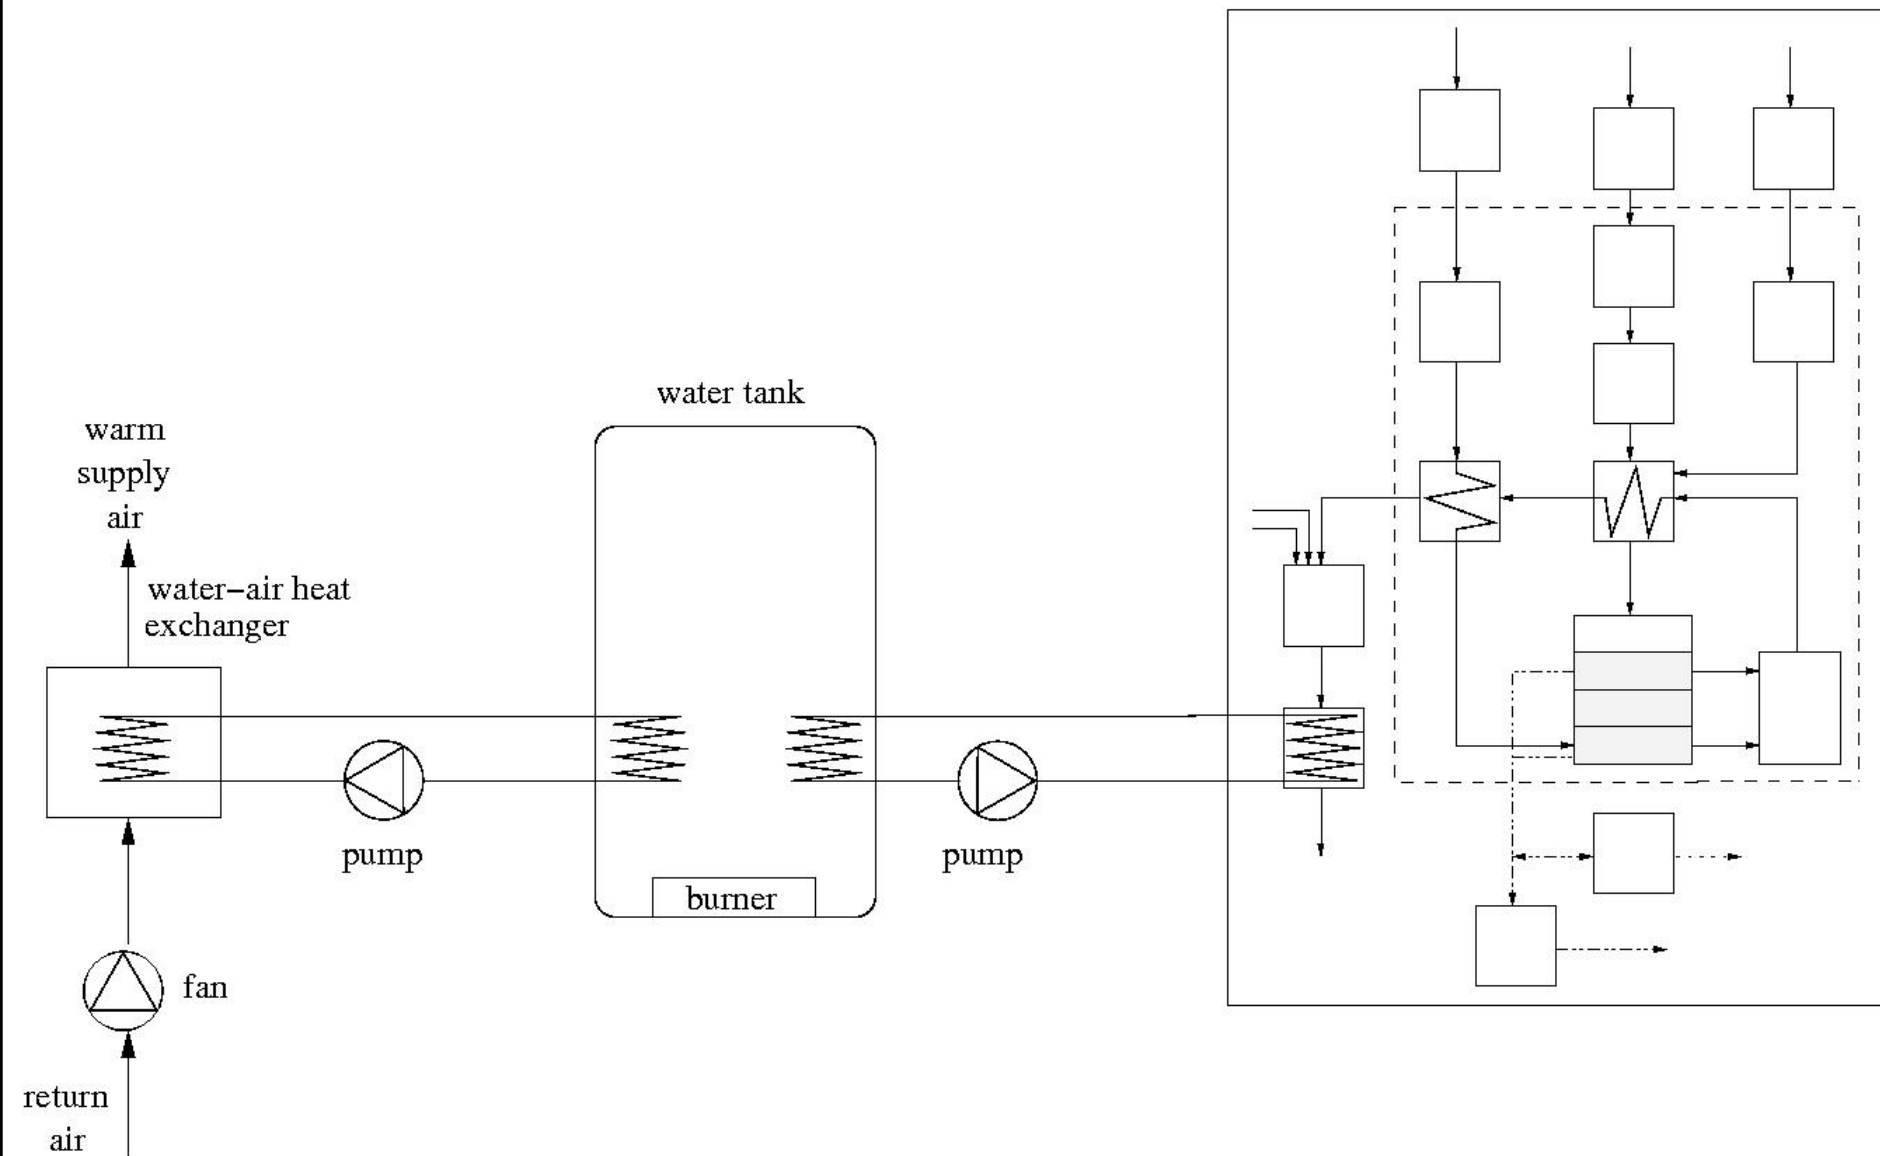 water tank
warm
supply
air
water−air heat
exchanger
pump
pump
burner
fan
return
air